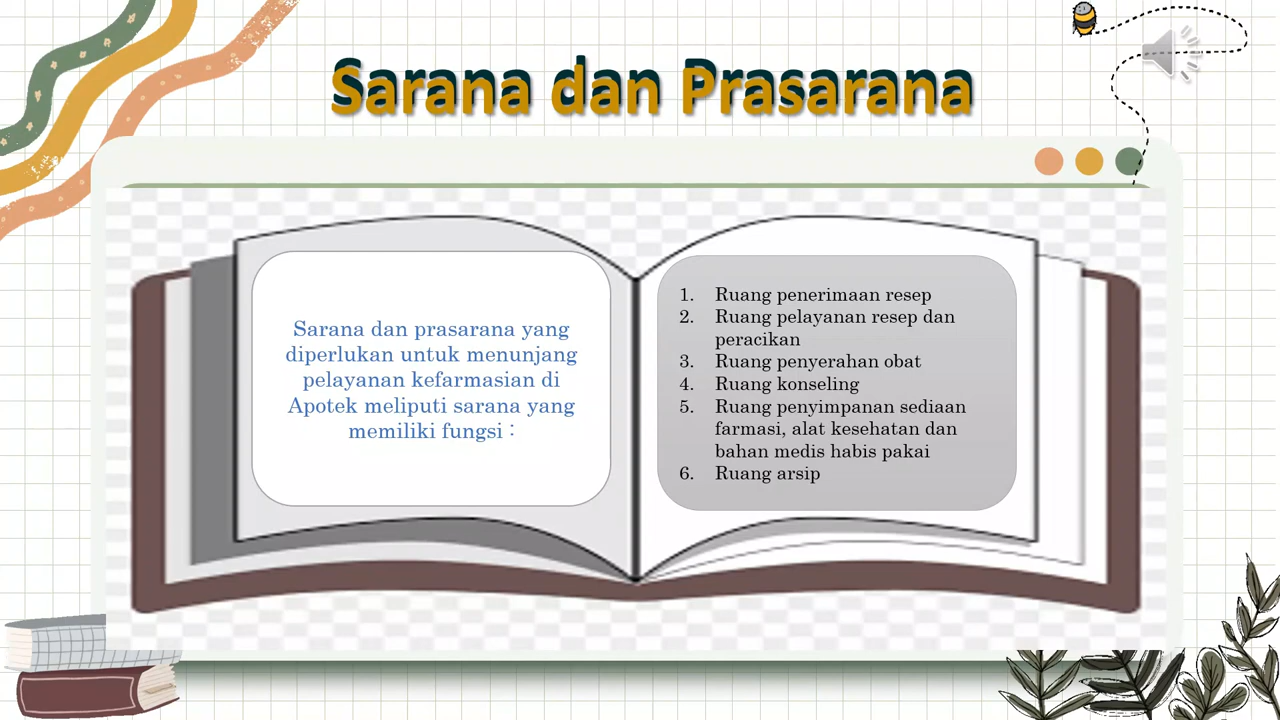 Sarana dan Prasarana
Sarana dan prasarana yang
diperlukan untuk menunjang
pelayanan kefarmasian di
Apotek meliputi sarana yang
memiliki fungsi :
1. Ruang penerimaan resep
2. Ruang pelayanan resep dan
peracikan
3. Ruang penyerahan obat
4. Ruang konseling
5. Ruang penyimpanan sediaan
farmasi, alat kesehatan dan
bahan medis habis pakai
6. Ruang arsip